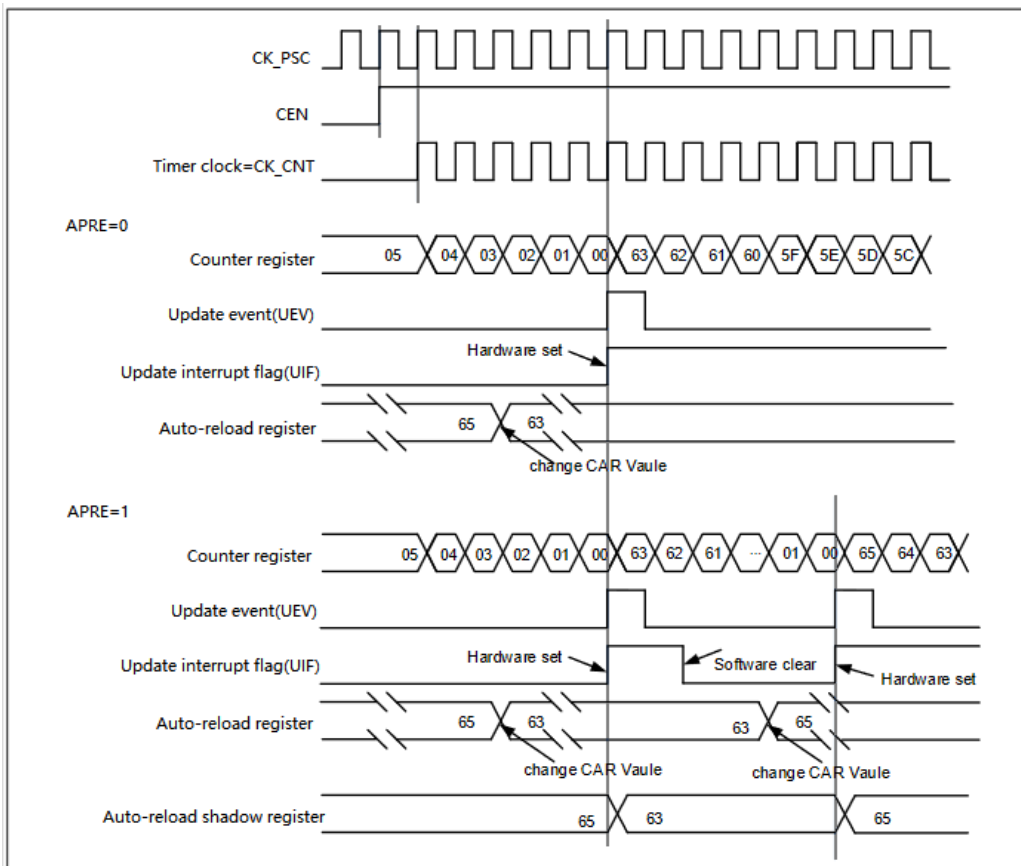 CK_PSC
CEN
Timer clock=CK_CNT
APRE=0
Counter register
05 04 03 02 01 00 63 62 61 60 5F 5E 5D 5C
Update event(UEV)
Hardware set
Update interrupt flag(UIF)
Auto-reload register
65 63
change CAR Vaule
APRE=1
Counter register
05 04 03 02 01 00 63 62 61 ... 01 00 65 64 63
Update event(UEV)
Update interrupt flag(UIF)
Hardware set
Software clear
Hardware set
Auto-reload register
65 63 63 65
change CAR Vaule
change CAR Vaule
Auto-reload shadow register
65 63 65